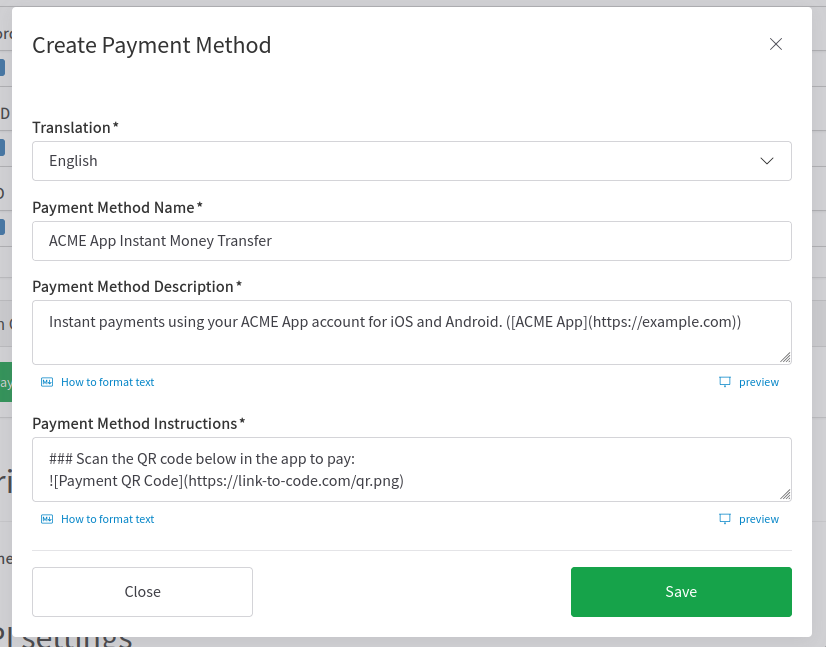 Create Payment Method
Translation*
English
Payment Method Name*
ACME App Instant Money Transfer
Payment Method Description*
Instant payments using your ACME App account for iOS and Android. ([ACME App](https://example.com))
How to format text
preview
Payment Method Instructions*
### Scan the QR code below in the app to pay:
![Payment QR Code](https://link-to-code.com/qr.png)
How to format text
preview
Close
Save
settings